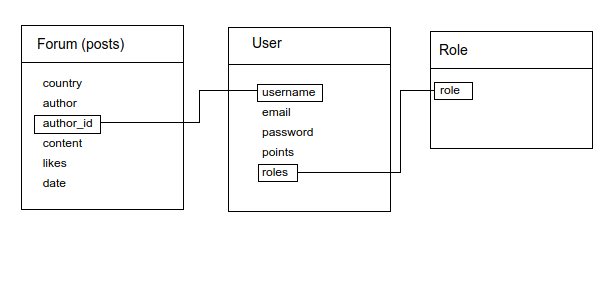 Forum (posts)
country
author
author_id
content
likes
date
User
username
email
password
points
roles
Role
role